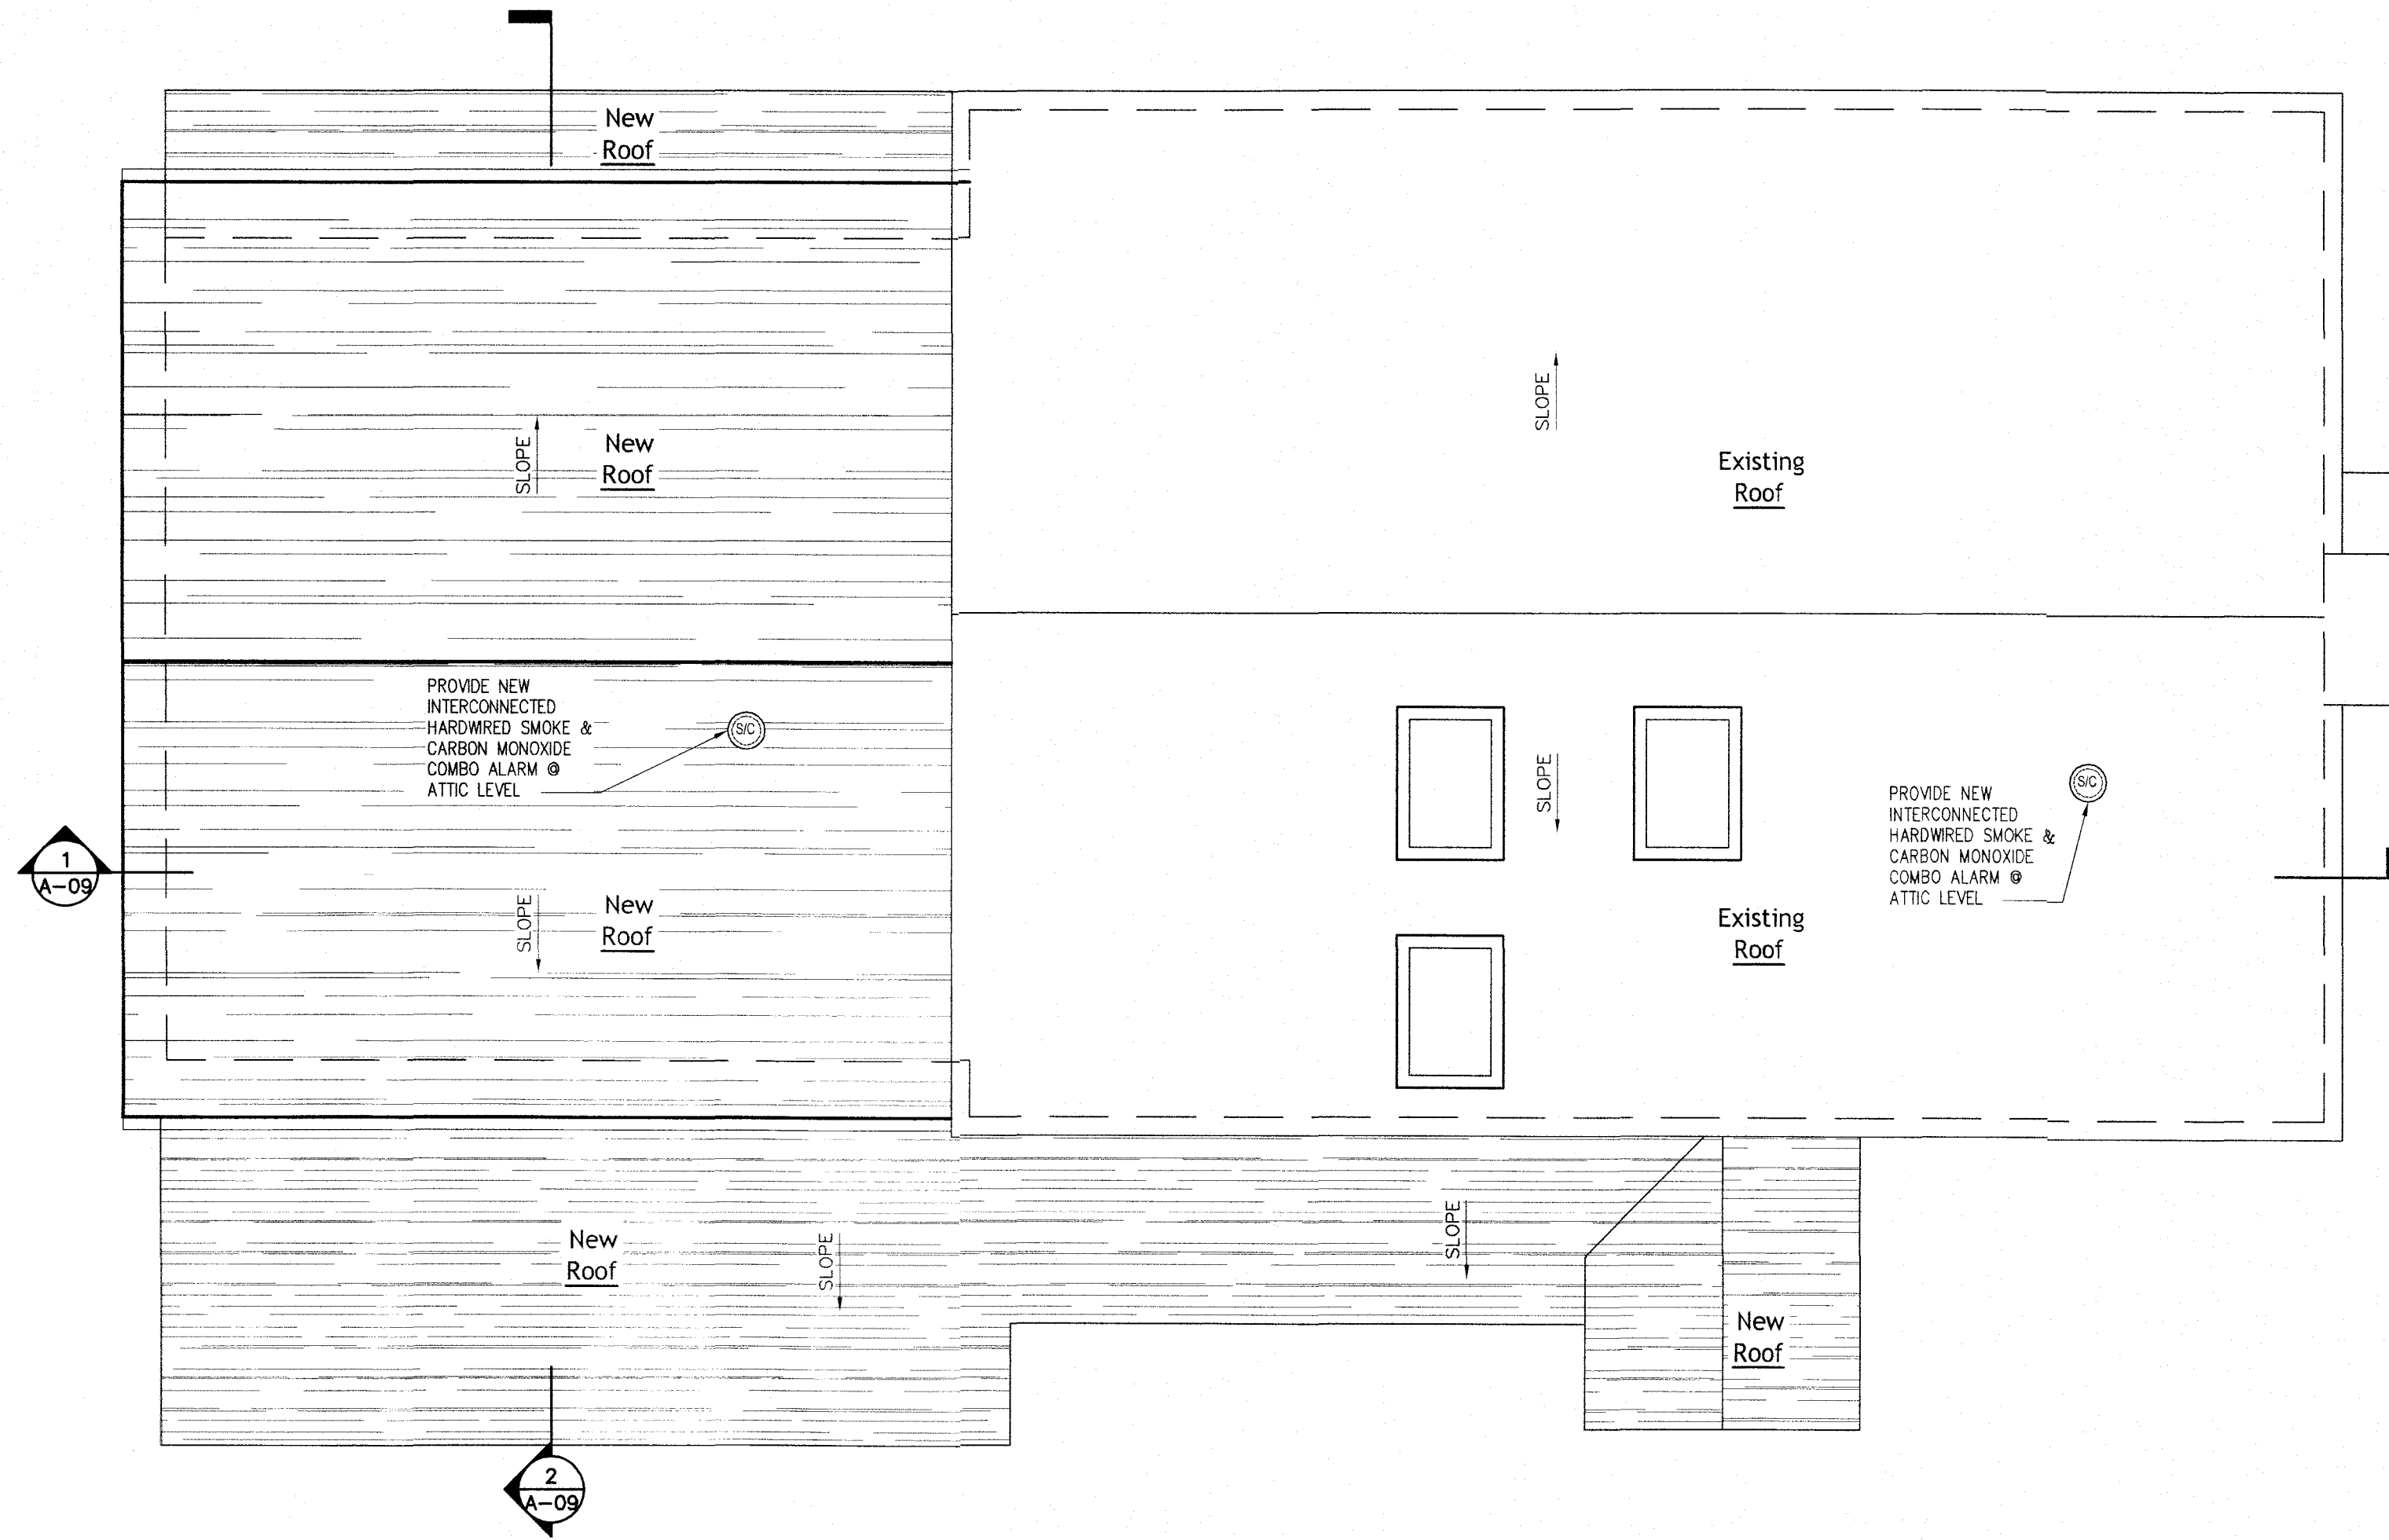 New
Roof
SLOPE
New
Roof
SLOPE
Existing
Roof
PROVIDE NEW
INTERCONNECTED
HARDWIRED SMOKE &
CARBON MONOXIDE
COMBO ALARM @
ATTIC LEVEL
S/C
SLOPE
PROVIDE NEW
INTERCONNECTED
HARDWIRED SMOKE &
CARBON MONOXIDE
COMBO ALARM @
ATTIC LEVEL
S/C
1
A-09
SLOPE
New
Roof
Existing
Roof
New
Roof
SLOPE
SLOPE
New
Roof
2
A-09